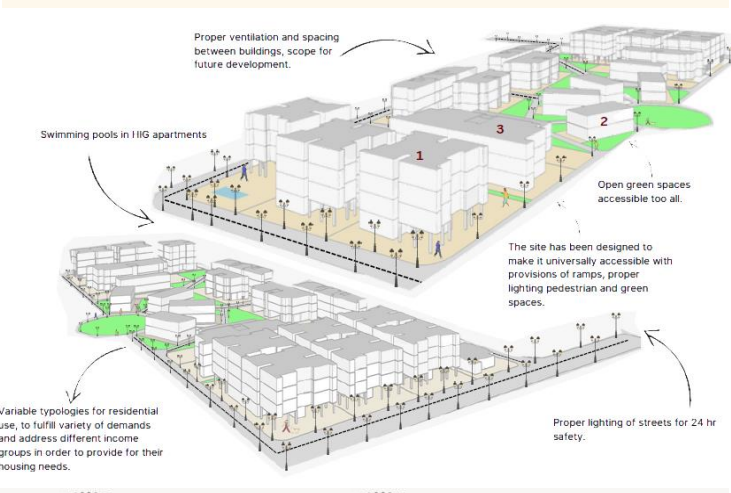 Proper ventilation and spacing
between buildings, scope for
future development.
Swimming pools in HIG apartments
1
3
2
Open green spaces
accessible too all.
The site has been designed to
make it universally accessible with
provisions of ramps, proper
lighting pedestrian and green
spaces.
Variable typologies for residential
use, to fulfill variety of demands
and address different income
groups in order to provide for their
housing needs.
Proper lighting of streets for 24 hr
safety.